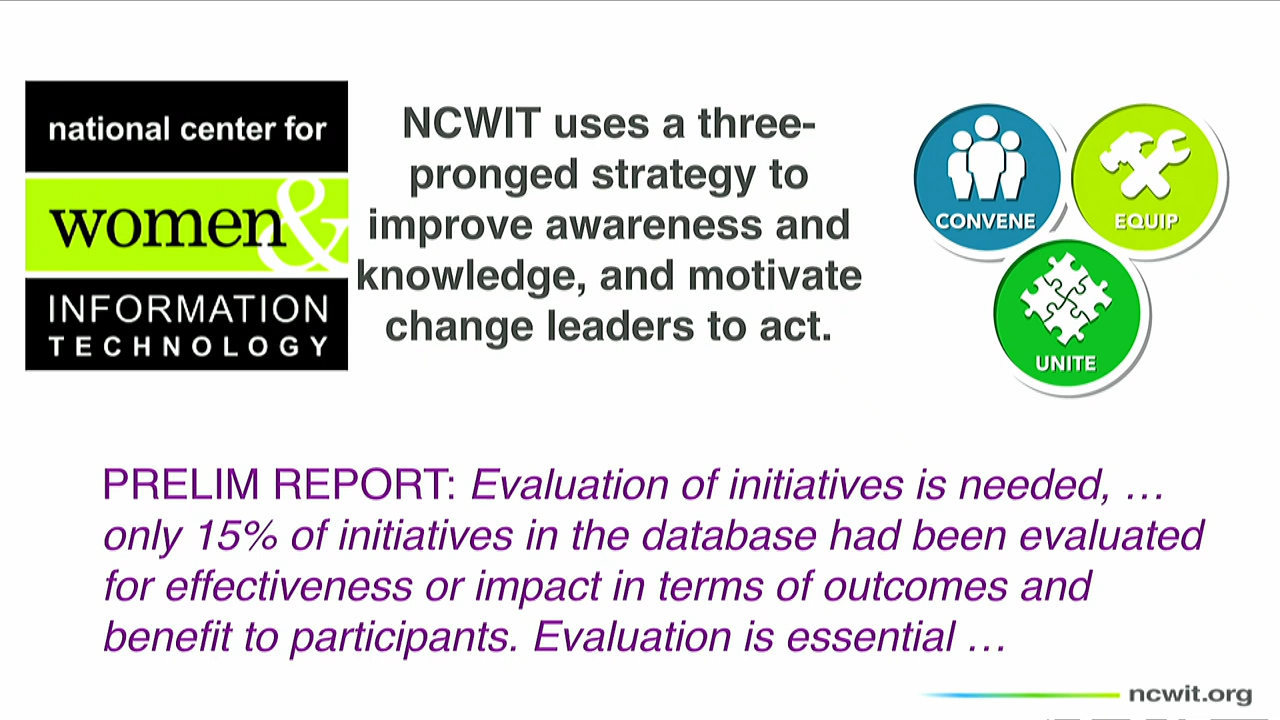 national center for
women&
INFORMATION
TECHNOLOGY
NCWIT uses a three-
pronged strategy to
improve awareness and
knowledge, and motivate
change leaders to act.
CONVENE
EQUIP
UNITE
PRELIM REPORT: Evaluation of initiatives is needed, …
only 15% of initiatives in the database had been evaluated
for effectiveness or impact in terms of outcomes and
benefit to participants. Evaluation is essential …
ncwit.org